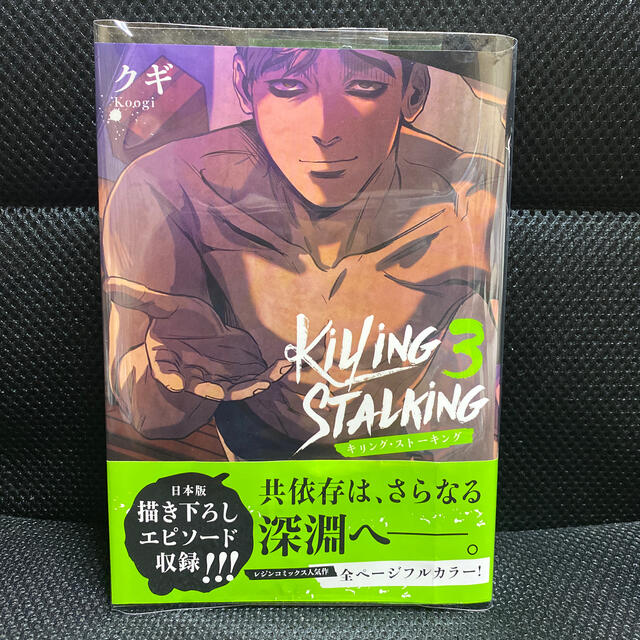 クギ
Koogi
KiLLiNG 3
STALKiNG
キリング・ストーキング
日本版
描き下ろし
エピソード
収録!!!
共依存は、さらなる
深淵へ――。
レジンコミックス人気作
全ページフルカラー!